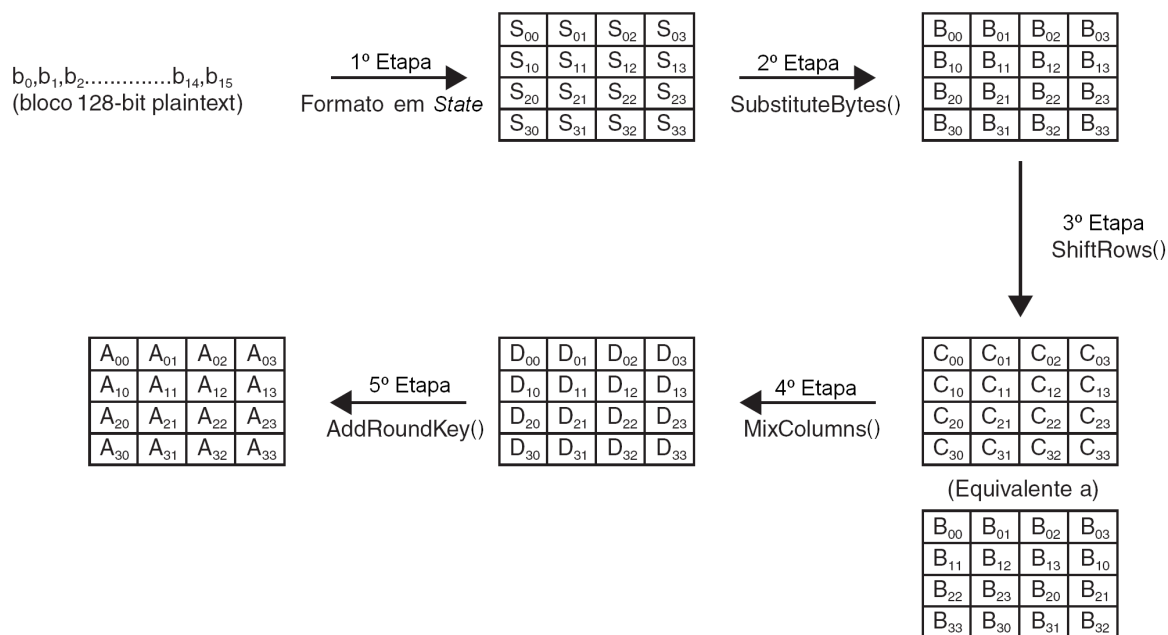 b₀,b₁,b₂..............b₁₄,b₁₅
(bloco 128-bit plaintext)
1º Etapa
Formato em State
S₀₀ S₀₁ S₀₂ S₀₃
S₁₀ S₁₁ S₁₂ S₁₃
S₂₀ S₂₁ S₂₂ S₂₃
S₃₀ S₃₁ S₃₂ S₃₃
2º Etapa
SubstituteBytes()
B₀₀ B₀₁ B₀₂ B₀₃
B₁₀ B₁₁ B₁₂ B₁₃
B₂₀ B₂₁ B₂₂ B₂₃
B₃₀ B₃₁ B₃₂ B₃₃
3º Etapa
ShiftRows()
C₀₀ C₀₁ C₀₂ C₀₃
C₁₀ C₁₁ C₁₂ C₁₃
C₂₀ C₂₁ C₂₂ C₂₃
C₃₀ C₃₁ C₃₂ C₃₃
(Equivalente a)
B₀₀ B₀₁ B₀₂ B₀₃
B₁₁ B₁₂ B₁₃ B₁₀
B₂₂ B₂₃ B₂₀ B₂₁
B₃₃ B₃₀ B₃₁ B₃₂
4º Etapa
MixColumns()
D₀₀ D₀₁ D₀₂ D₀₃
D₁₀ D₁₁ D₁₂ D₁₃
D₂₀ D₂₁ D₂₂ D₂₃
D₃₀ D₃₁ D₃₂ D₃₃
5º Etapa
AddRoundKey()
A₀₀ A₀₁ A₀₂ A₀₃
A₁₀ A₁₁ A₁₂ A₁₃
A₂₀ A₂₁ A₂₂ A₂₃
A₃₀ A₃₁ A₃₂ A₃₃